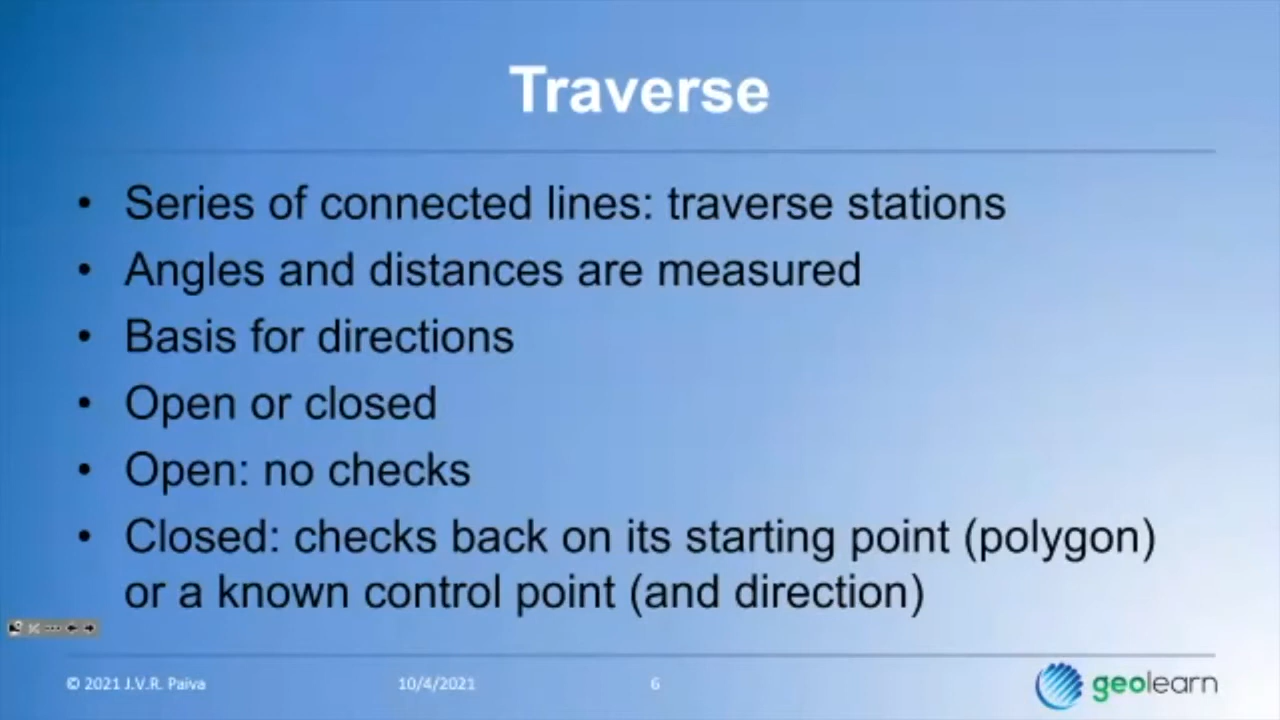 Traverse
• Series of connected lines: traverse stations
• Angles and distances are measured
• Basis for directions
• Open or closed
• Open: no checks
• Closed: checks back on its starting point (polygon)
or a known control point (and direction)
© 2021 J.V.R. Paiva 10/4/2021 6 geolearn